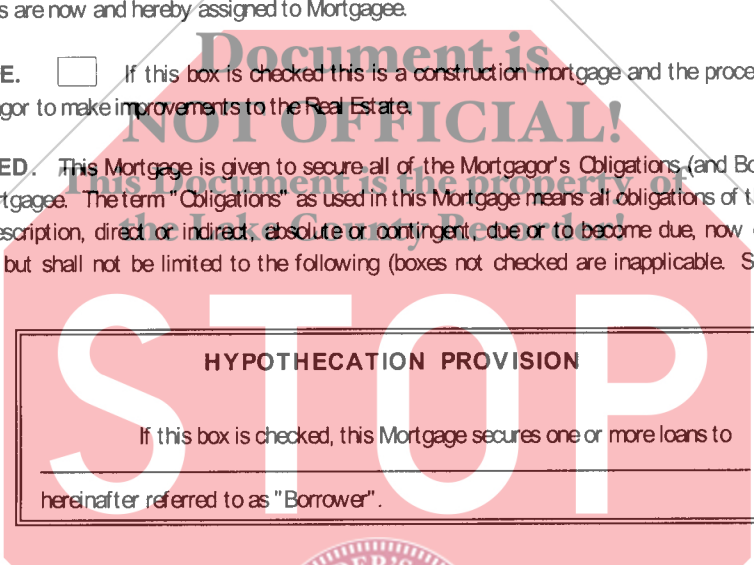 s are now and hereby assigned to Mortgagee.
Document is
E. If this box is checked this is a construction mortgage and the proce
gor to make improvements to the Real Estate.
NOT OFFICIAL!
ED. This Mortgage is given to secure all of the Mortgagor's Obligations (and Bo
This Document is the property of
rtgagee. The term "Obligations" as used in this Mortgage means all obligations of t
the Lake County Recorder!
escription, direct or indirect, absolute or contingent, due or to become due, now
but shall not be limited to the following (boxes not checked are inapplicable. S
STOP
HYPOTHECATION PROVISION
If this box is checked, this Mortgage secures one or more loans to
hereinafter referred to as "Borrower".